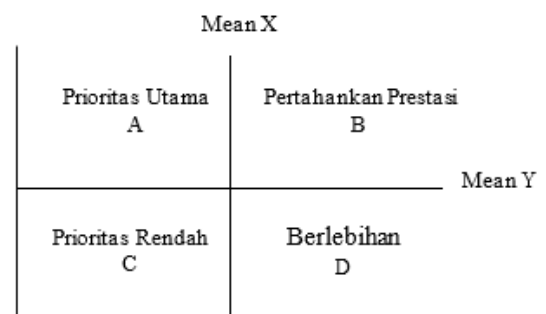 Mean X
Prioritas Utama
A
Pertahankan Prestasi
B
Mean Y
Prioritas Rendah
C
Berlebihan
D